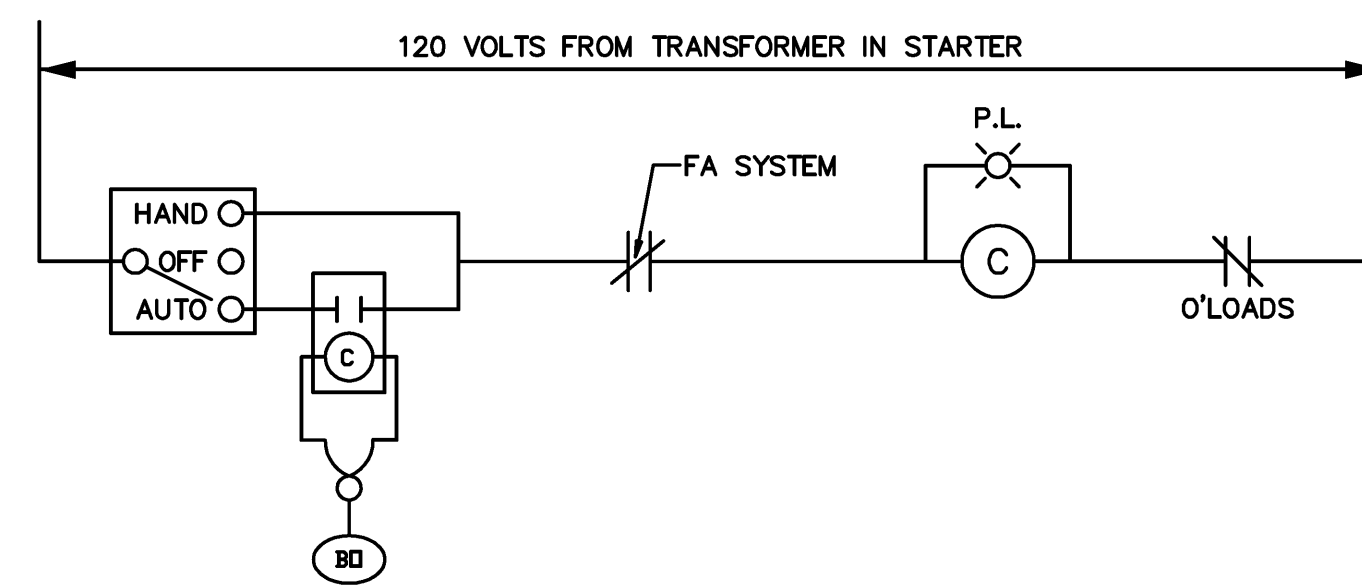 120 VOLTS FROM TRANSFORMER IN STARTER
P.L.
FA SYSTEM
HAND
OFF
AUTO
C
O'LOADS
C
BO